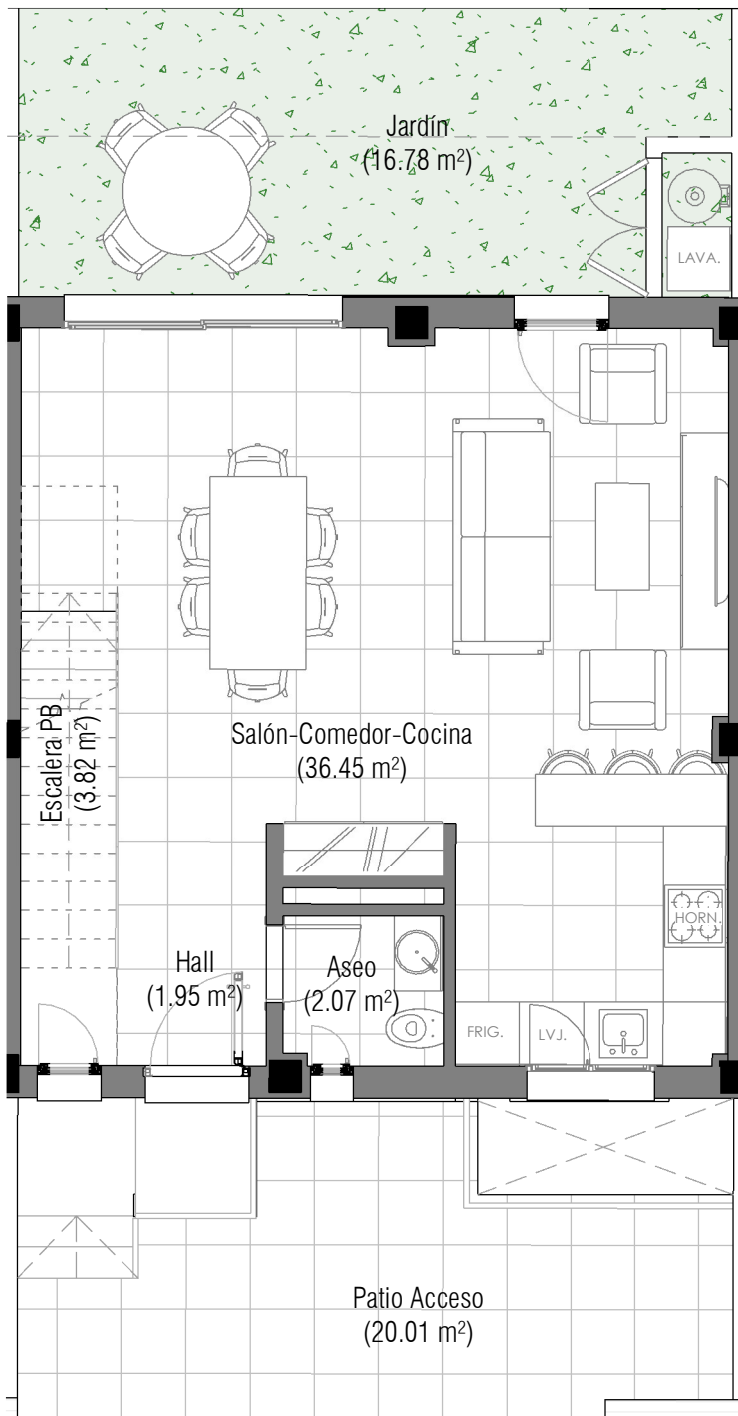 Jardín
(16.78 m²)
LAVA.
Escalera PB
(3.82 m²)
Salón-Comedor-Cocina
(36.45 m²)
HORN.
Hall
(1.95 m²)
Aseo
(2.07 m²)
FRIG.
LVJ.
Patio Acceso
(20.01 m²)